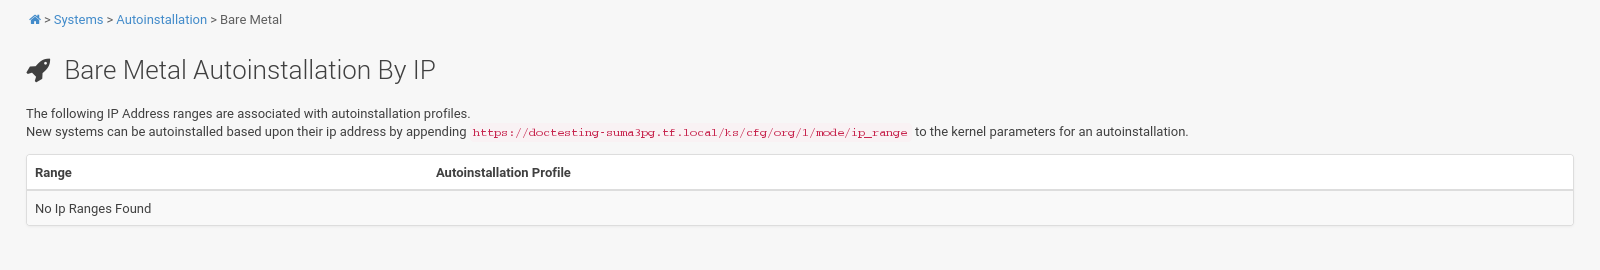 > Systems > Autoinstallation > Bare Metal
Bare Metal Autoinstallation By IP
The following IP Address ranges are associated with autoinstallation profiles.
New systems can be autoinstalled based upon their ip address by appending https://doctesting-suma3pg.tf.local/ks/cfg/org/1/mode/ip_range to the kernel parameters for an autoinstallation.
Range Autoinstallation Profile
No Ip Ranges Found